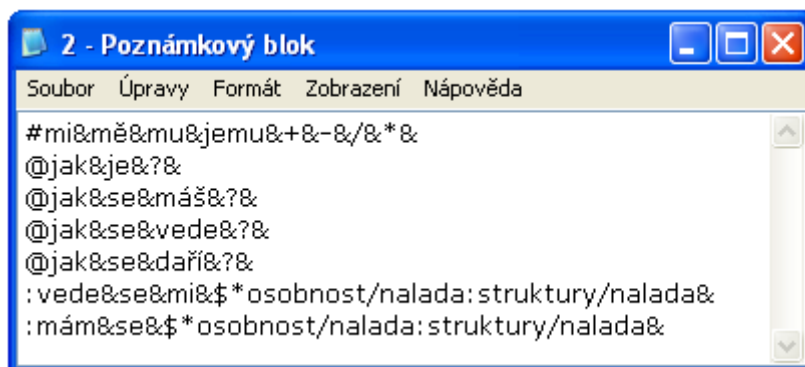 2 - Poznámkový blok
Soubor Úpravy Formát Zobrazení Nápověda
#mi&mě&mu&jemu&+&-&/&*&
@jak&je&?&
@jak&se&máš&?&
@jak&se&vede&?&
@jak&se&daří&?&
:vede&se&mi&$*osobnost/nalada:struktury/nalada&
:mám&se&$*osobnost/nalada:struktury/nalada&